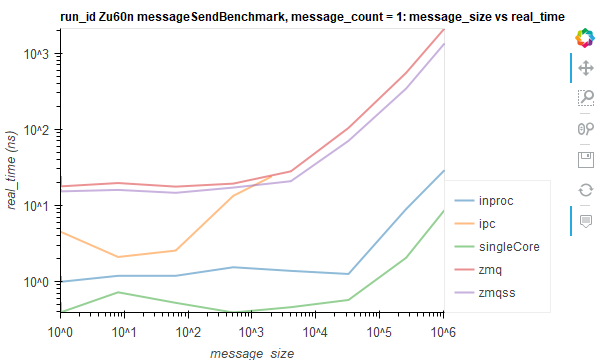 run_id Zu60n messageSendBenchmark, message_count = 1: message_size vs real_time
real_time (ns)
10^3
10^2
10^1
10^0
10^0 10^1 10^2 10^3 10^4 10^5 10^6
message_size
inproc
ipc
singleCore
zmq
zmqss